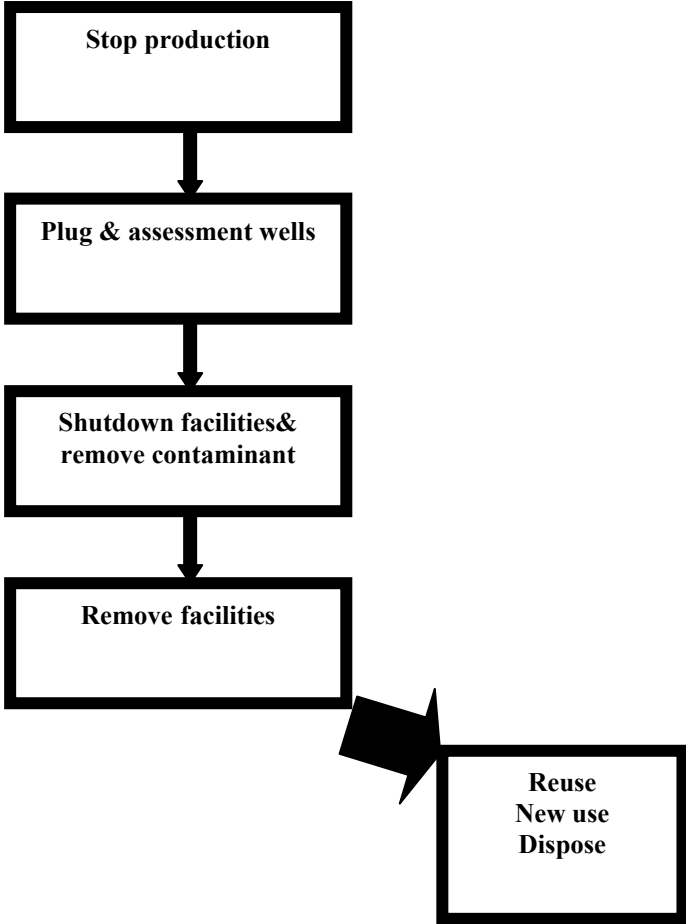 Stop production
Plug & assessment wells
Shutdown facilities&
remove contaminant
Remove facilities
Reuse
New use
Dispose